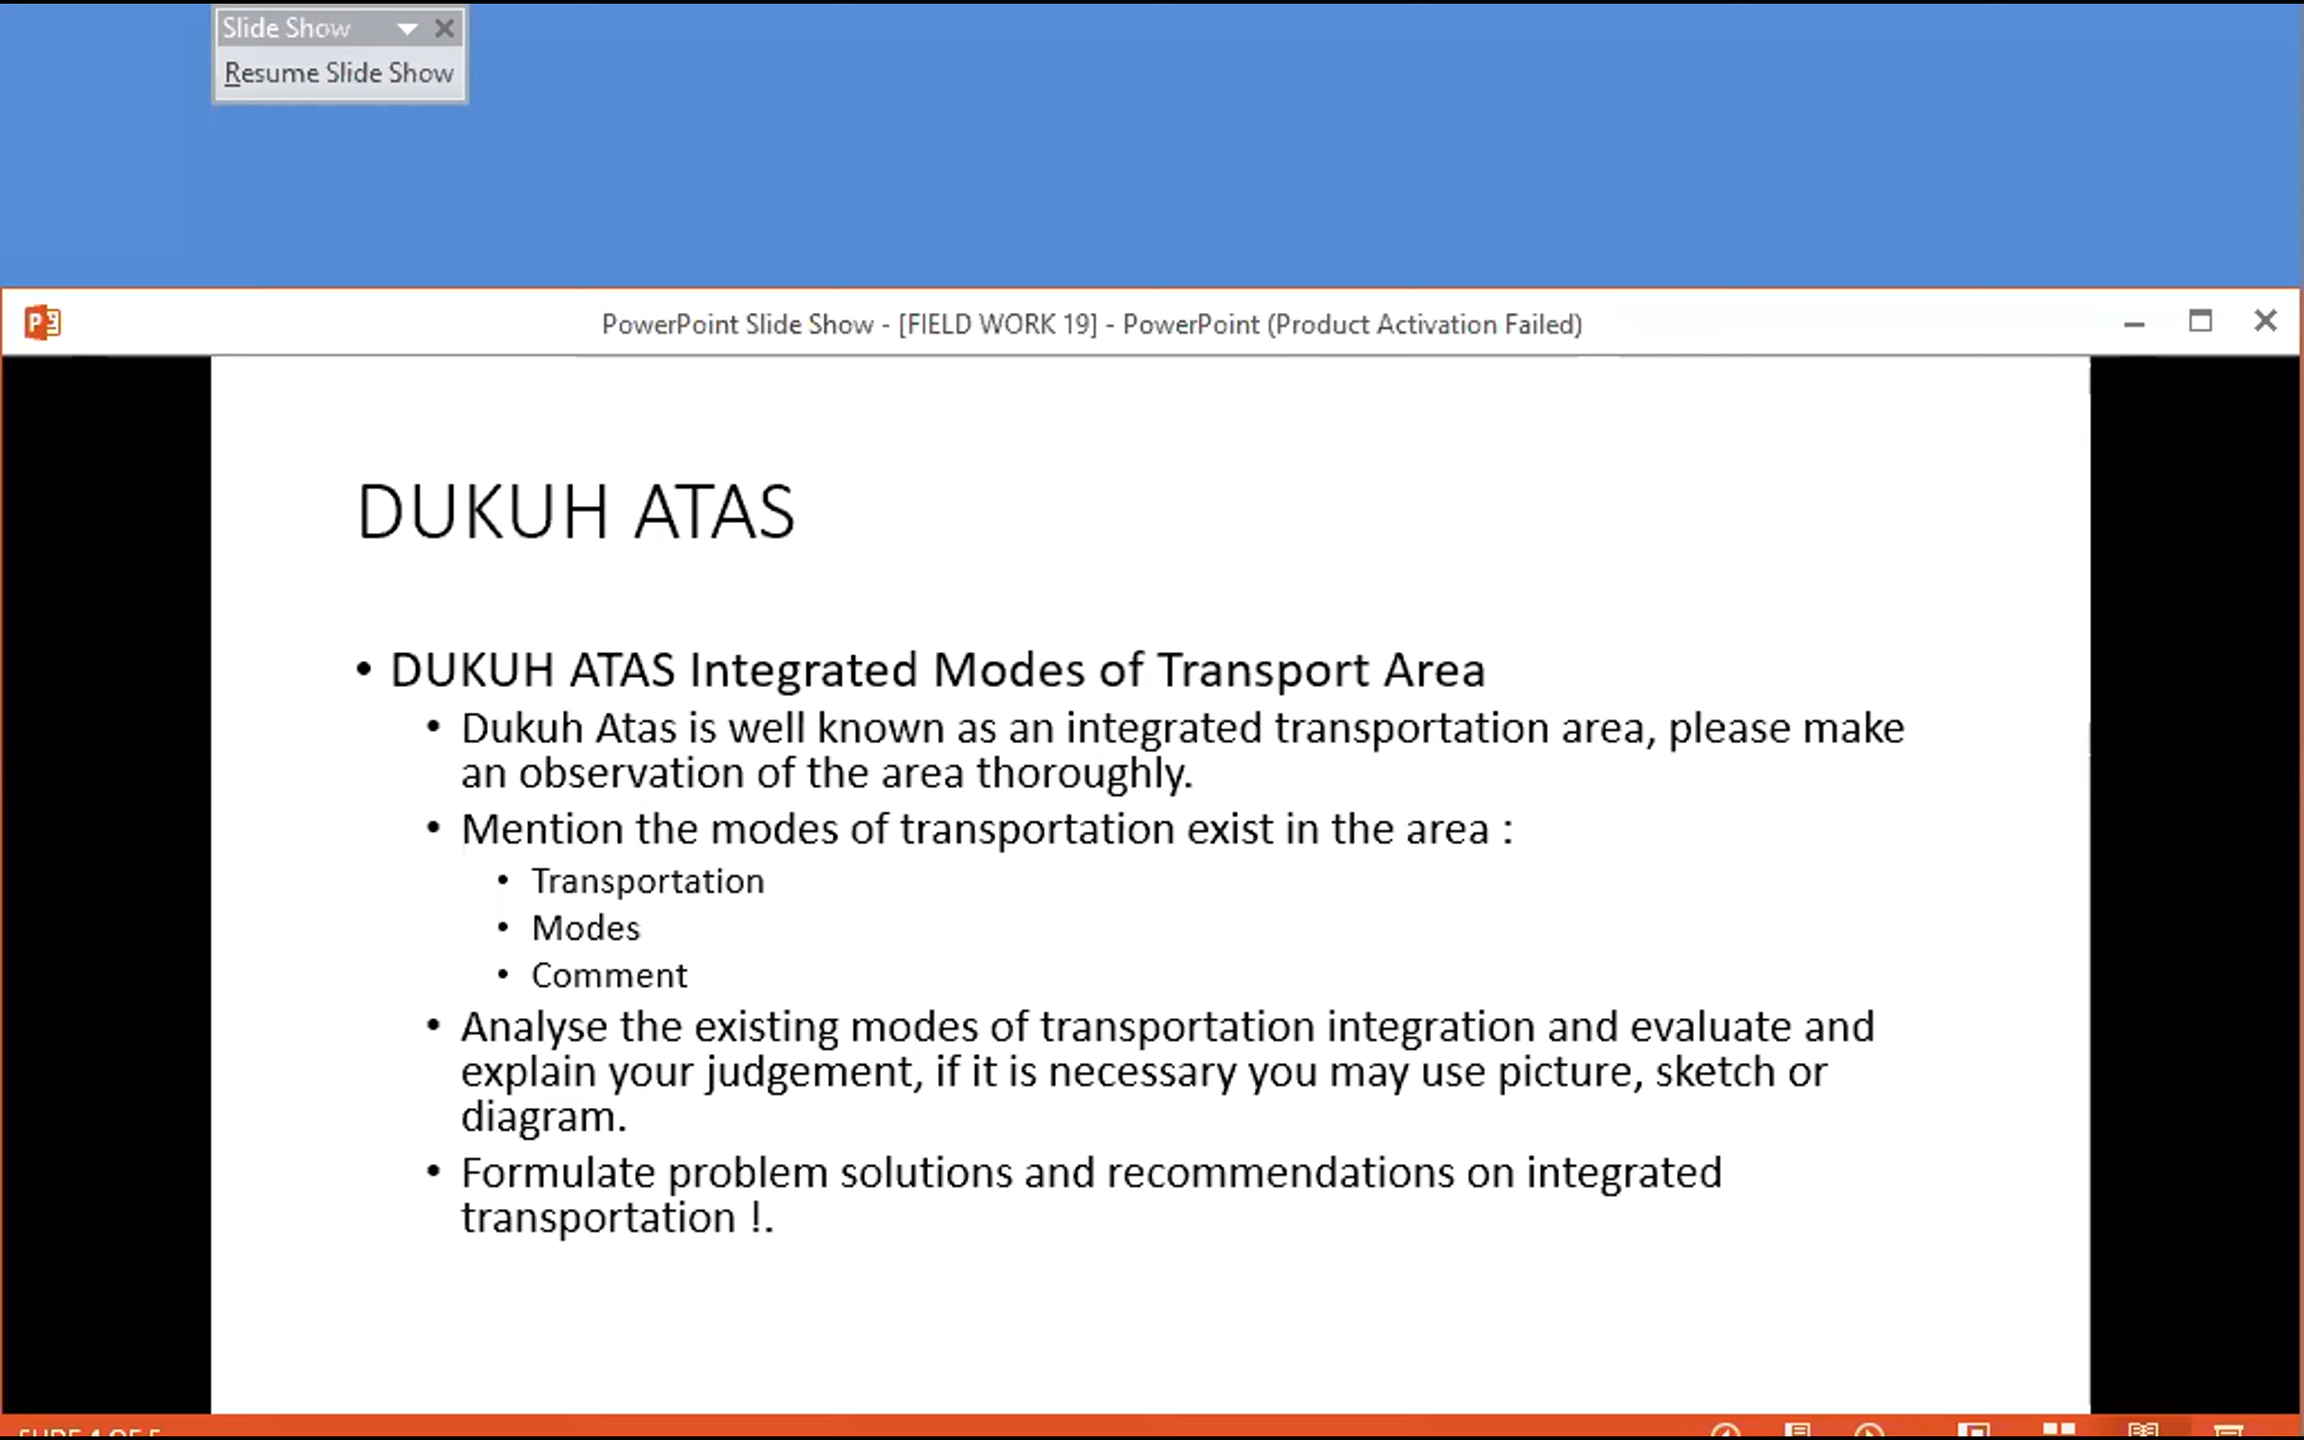 Slide Show
Resume Slide Show
PowerPoint Slide Show - [FIELD WORK 19] - PowerPoint (Product Activation Failed)
DUKUH ATAS
• DUKUH ATAS Integrated Modes of Transport Area
• Dukuh Atas is well known as an integrated transportation area, please make
an observation of the area thoroughly.
• Mention the modes of transportation exist in the area :
• Transportation
• Modes
• Comment
• Analyse the existing modes of transportation integration and evaluate and
explain your judgement, if it is necessary you may use picture, sketch or
diagram.
• Formulate problem solutions and recommendations on integrated
transportation !.